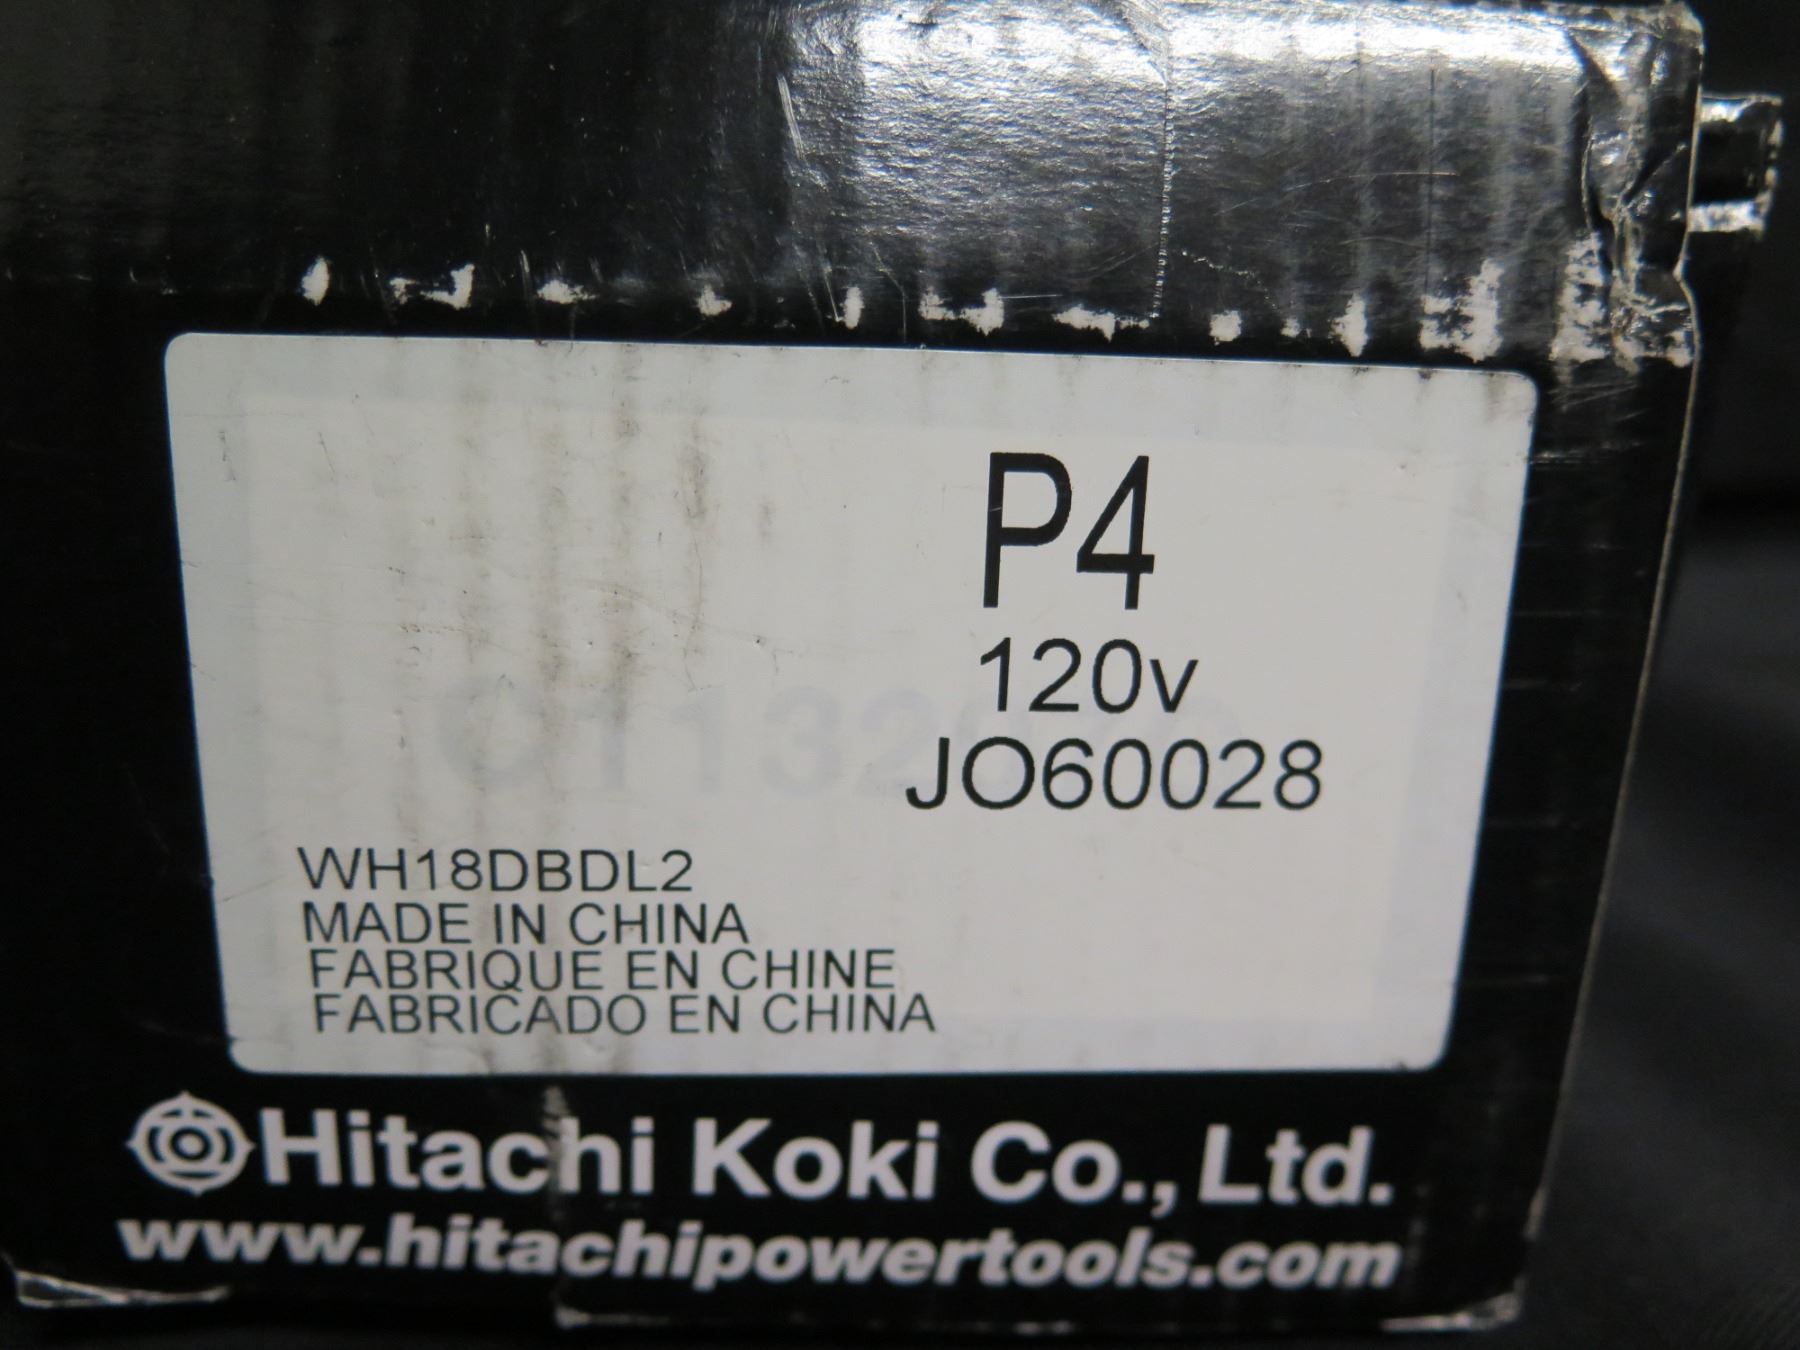 P4
120v
JO60028
WH18DBDL2
MADE IN CHINA
FABRIQUE EN CHINE
FABRICADO EN CHINA
Hitachi Koki Co., Ltd.
www.hitachipowertools.com